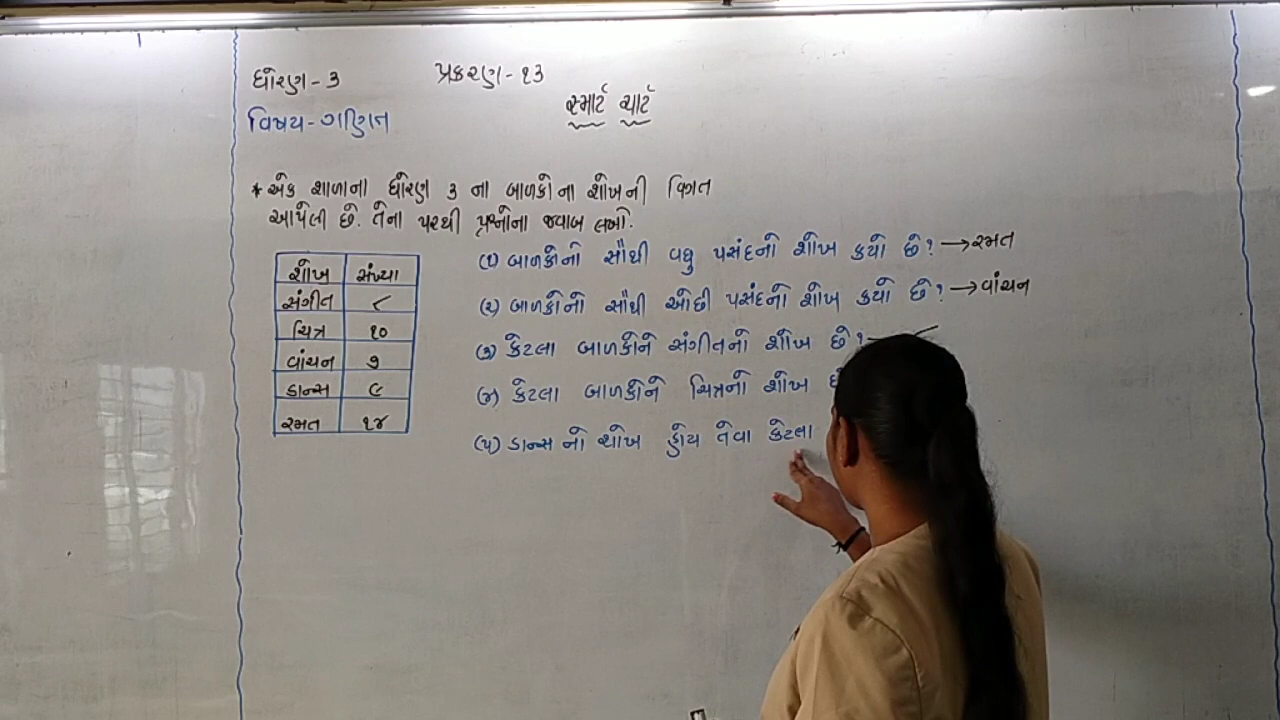 ધોરણ - ૩
પ્રકરણ - ૧૩
સ્માર્ટ ચાર્ટ
વિષય - ગણિત
* એક શાળાના ધોરણ ૩ ના બાળકોના શોખની વિગત
આપેલી છે. તેના પરથી પ્રશ્નોના જવાબ લખો.
શોખ સંખ્યા
સંગીત ૮
ચિત્ર ૧૦
વાંચન ૭
ડાન્સ ૯
રમત ૧૪
(૧) બાળકોનો સૌથી વધુ પસંદનો શોખ કયો છે? → રમત
(૨) બાળકોનો સૌથી ઓછી પસંદનો શોખ કયો છે? → વાંચન
(૩) કેટલા બાળકોને સંગીતનો શોખ છે?
(૪) કેટલા બાળકોને ચિત્રનો શોખ
(૫) ડાન્સ નો શોખ હોય તેવા કેટલા